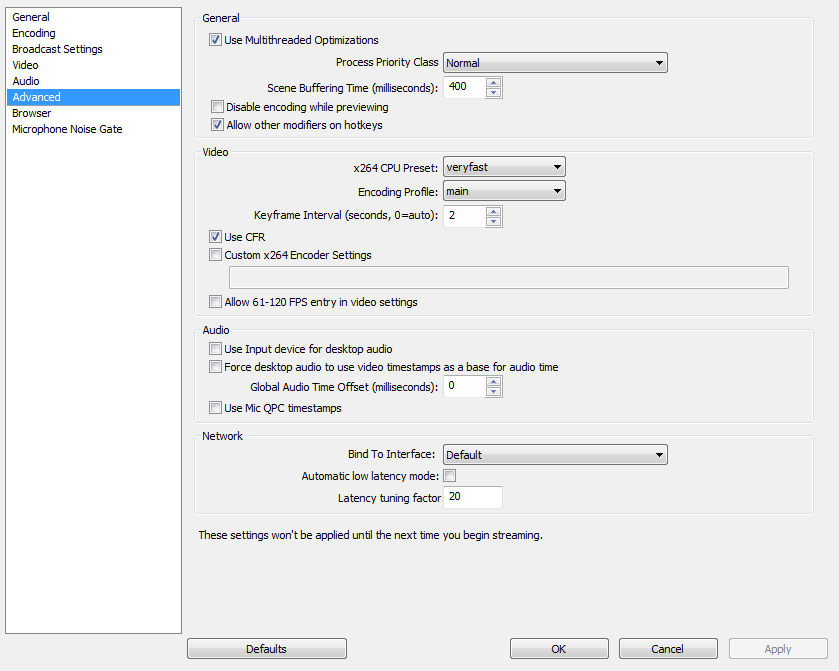 General
Encoding
Broadcast Settings
Video
Audio
Advanced
Browser
Microphone Noise Gate
General
Use Multithreaded Optimizations
Process Priority Class Normal
Scene Buffering Time (milliseconds): 400
Disable encoding while previewing
Allow other modifiers on hotkeys
Video
x264 CPU Preset: veryfast
Encoding Profile: main
Keyframe Interval (seconds, 0=auto): 2
Use CFR
Custom x264 Encoder Settings
Allow 61-120 FPS entry in video settings
Audio
Use Input device for desktop audio
Force desktop audio to use video timestamps as a base for audio time
Global Audio Time Offset (milliseconds): 0
Use Mic QPC timestamps
Network
Bind To Interface: Default
Automatic low latency mode:
Latency tuning factor 20
These settings won't be applied until the next time you begin streaming.
Defaults OK Cancel Apply